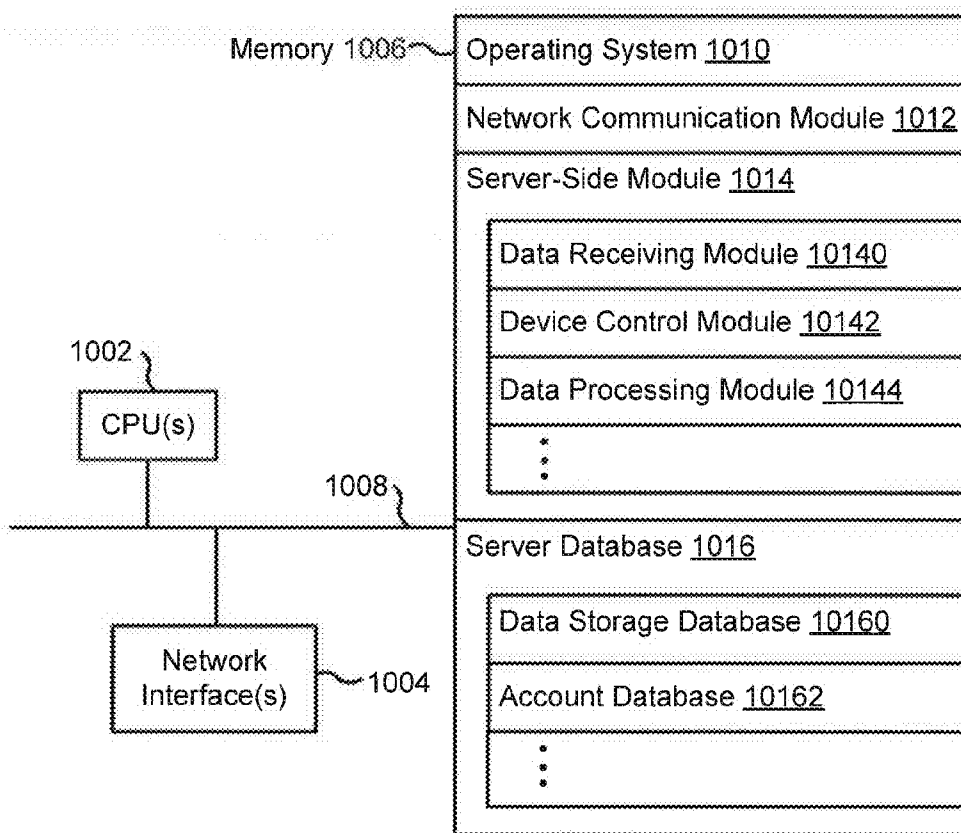 Memory 1006
Operating System 1010
Network Communication Module 1012
Server-Side Module 1014
Data Receiving Module 10140
Device Control Module 10142
Data Processing Module 10144
1002
CPU(s)
1008
Server Database 1016
Data Storage Database 10160
Account Database 10162
Network
Interface(s)
1004